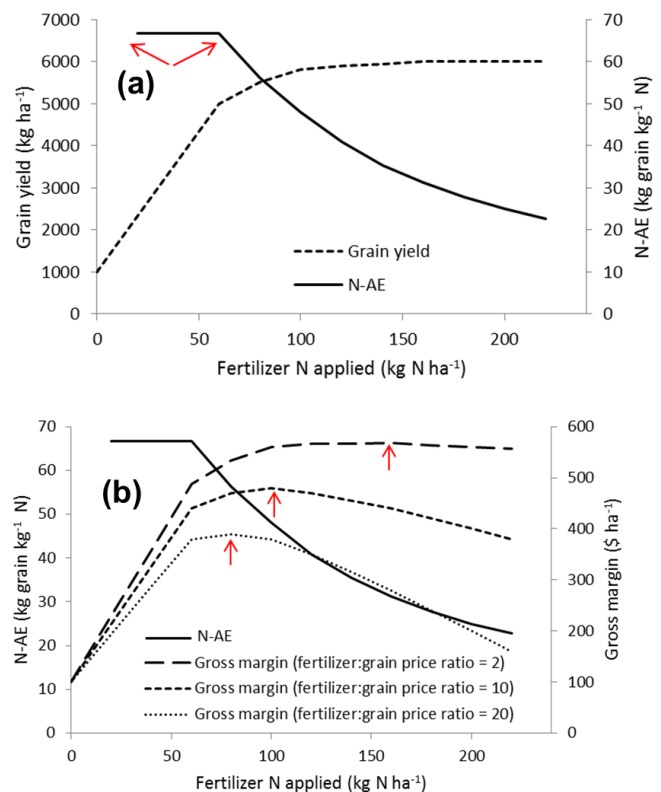 7000
6000
5000
4000
3000
2000
1000
0
Grain yield (kg ha-1)
(a)
70
60
50
40
30
20
10
0
N-AE (kg grain kg-1 N)
Grain yield
N-AE
0
50
100
150
200
Fertilizer N applied (kg N ha-1)
70
60
50
40
30
20
10
0
N-AE (kg grain kg-1 N)
(b)
600
500
400
300
200
100
0
Gross margin ($ ha-1)
N-AE
Gross margin (fertilizer:grain price ratio = 2)
Gross margin (fertilizer:grain price ratio = 10)
Gross margin (fertilizer:grain price ratio = 20)
0
50
100
150
200
Fertilizer N applied (kg N ha-1)